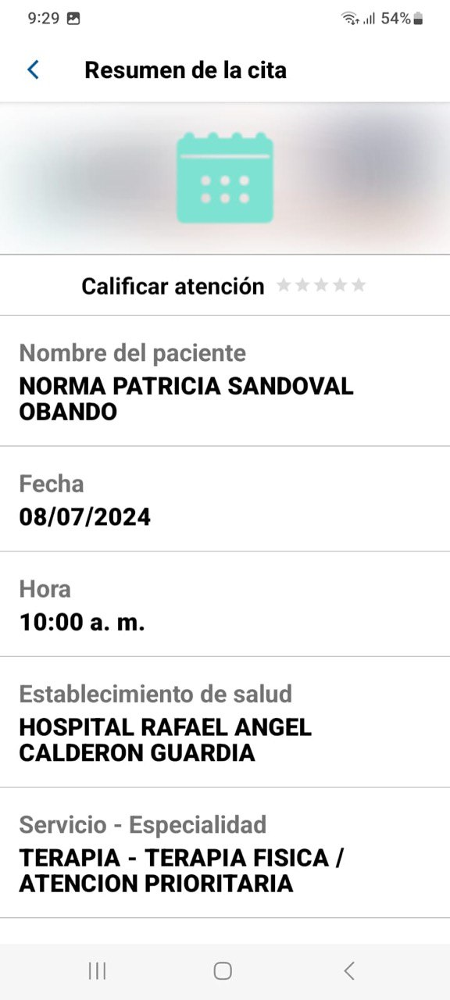 9:29
54%
Resumen de la cita
Calificar atención
Nombre del paciente
NORMA PATRICIA SANDOVAL
OBANDO
Fecha
08/07/2024
Hora
10:00 a. m.
Establecimiento de salud
HOSPITAL RAFAEL ANGEL
CALDERON GUARDIA
Servicio - Especialidad
TERAPIA - TERAPIA FISICA /
ATENCION PRIORITARIA